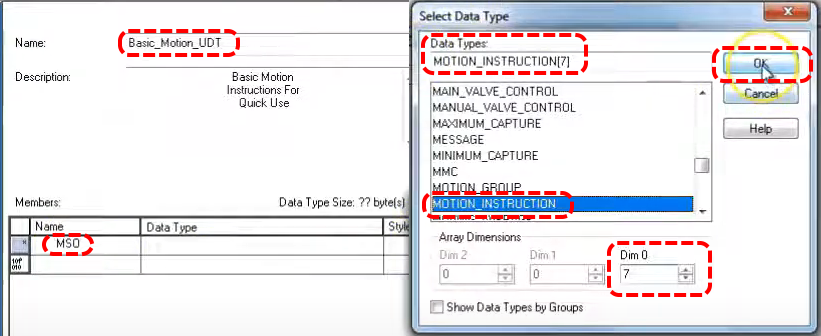 Name:
Basic_Motion_UDT
Description:
Basic Motion
Instructions For
Quick Use
Members:
Data Type Size: ?? byte(s)
Name
Data Type
Style
MSO
Select Data Type
Data Types:
MOTION_INSTRUCTION[7]
OK
Cancel
Help
MAIN_VALVE_CONTROL
MANUAL_VALVE_CONTROL
MAXIMUM_CAPTURE
MESSAGE
MINIMUM_CAPTURE
MMC
MOTION_GROUP
MOTION_INSTRUCTION
Array Dimensions
Dim 2
Dim 1
Dim 0
0
0
7
Show Data Types by Groups